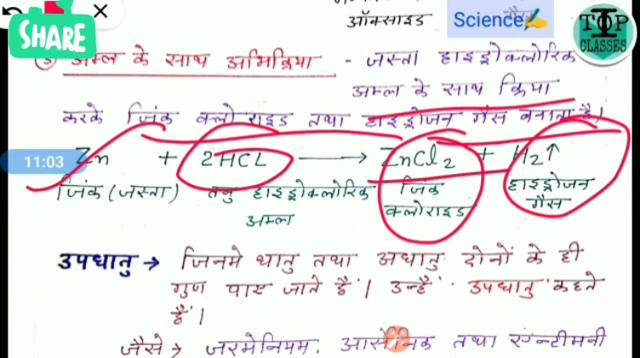 ऑक्साइड
Science✍
TOP
CLASSES
SHARE
③ अम्ल के साथ अभिक्रिया - जस्ता हाइड्रोक्लोरिक
अम्ल के साथ क्रिया
करके जिंक क्लोराइड तथा हाइड्रोजन गैस बनाता है।
11:03
Zn + 2HCL ⟶ ZnCl₂ + H₂↑
जिंक (जस्ता) तनु हाइड्रोक्लोरिक जिंक हाइड्रोजन
अम्ल क्लोराइड गैस
उपधातु → जिनमे धातु तथा अधातु दोनों के ही
गुण पाए जाते हैं। उन्हें उपधातु कहते
हैं।
जैसे → जरमेनियम, आर्सेनिक तथा एण्टीमनी